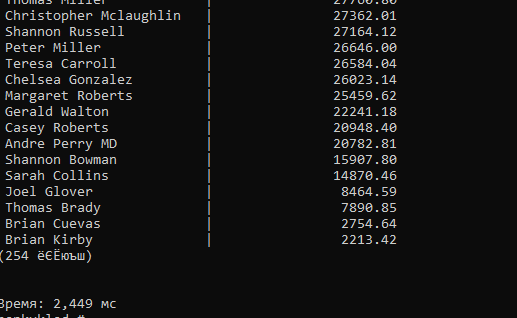 Thomas Miller | 27766.80
Christopher Mclaughlin | 27362.01
Shannon Russell | 27164.12
Peter Miller | 26646.00
Teresa Carroll | 26584.04
Chelsea Gonzalez | 26023.14
Margaret Roberts | 25459.62
Gerald Walton | 22241.18
Casey Roberts | 20948.40
Andre Perry MD | 20782.81
Shannon Bowman | 15907.80
Sarah Collins | 14870.46
Joel Glover | 8464.59
Thomas Brady | 7890.85
Brian Cuevas | 2754.64
Brian Kirby | 2213.42
(254 ёЄЁюъш)
Время: 2,449 мс